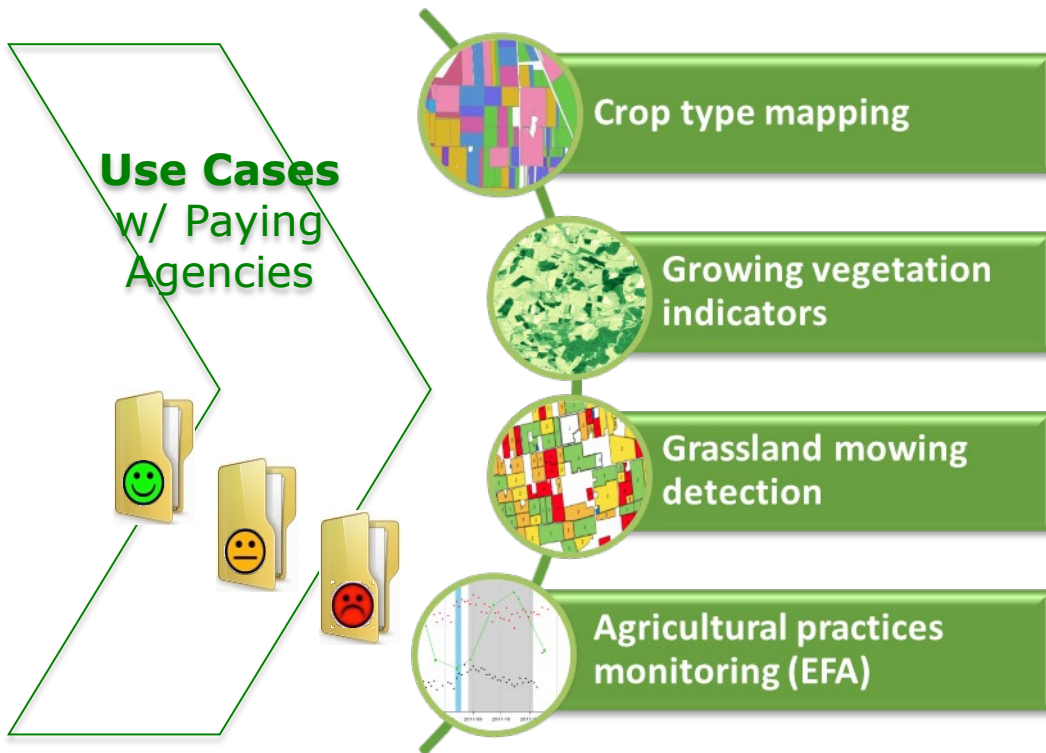 Use Cases
w/ Paying
Agencies
Crop type mapping
Growing vegetation
indicators
Grassland mowing
detection
Agricultural practices
monitoring (EFA)